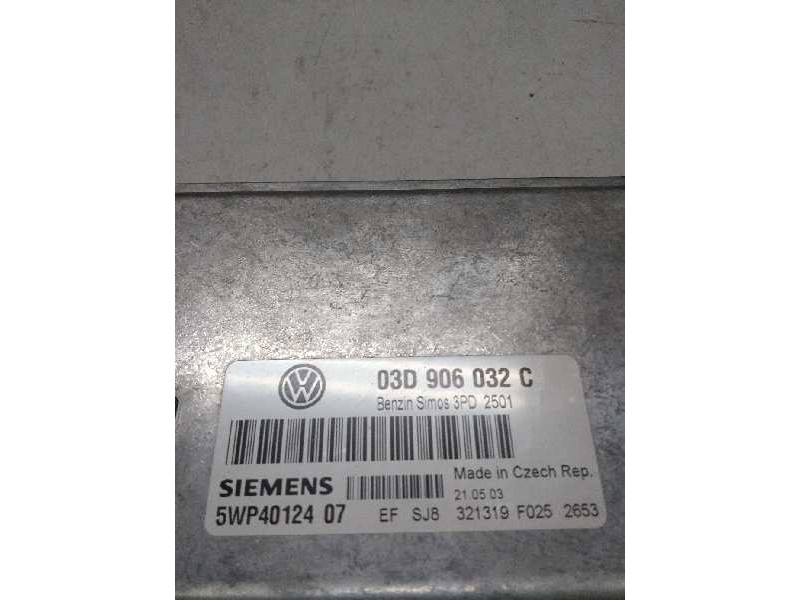 03D 906 032 C
Benzin Simos 3PD 2501
Made in Czech Rep.
SIEMENS
21.05 03
5WP40124 07 EF SJ8 321319 F025 2653